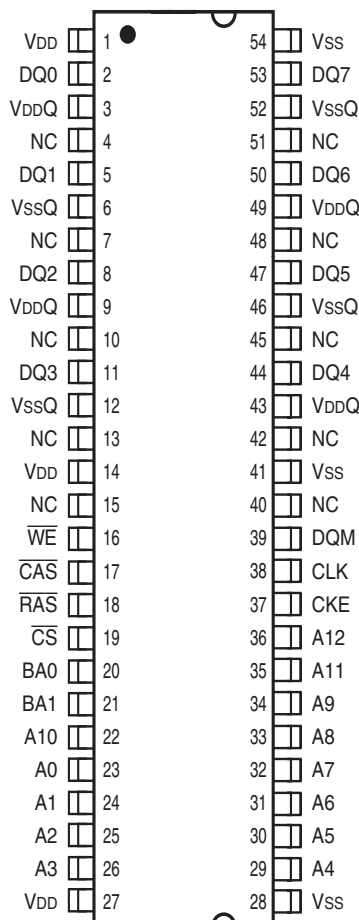 VDD 1 54 VSS
DQ0 2 53 DQ7
VDDQ 3 52 VSSQ
NC 4 51 NC
DQ1 5 50 DQ6
VSSQ 6 49 VDDQ
NC 7 48 NC
DQ2 8 47 DQ5
VDDQ 9 46 VSSQ
NC 10 45 NC
DQ3 11 44 DQ4
VSSQ 12 43 VDDQ
NC 13 42 NC
VDD 14 41 VSS
NC 15 40 NC
WE 16 39 DQM
CAS 17 38 CLK
RAS 18 37 CKE
CS 19 36 A12
BA0 20 35 A11
BA1 21 34 A9
A10 22 33 A8
A0 23 32 A7
A1 24 31 A6
A2 25 30 A5
A3 26 29 A4
VDD 27 28 VSS